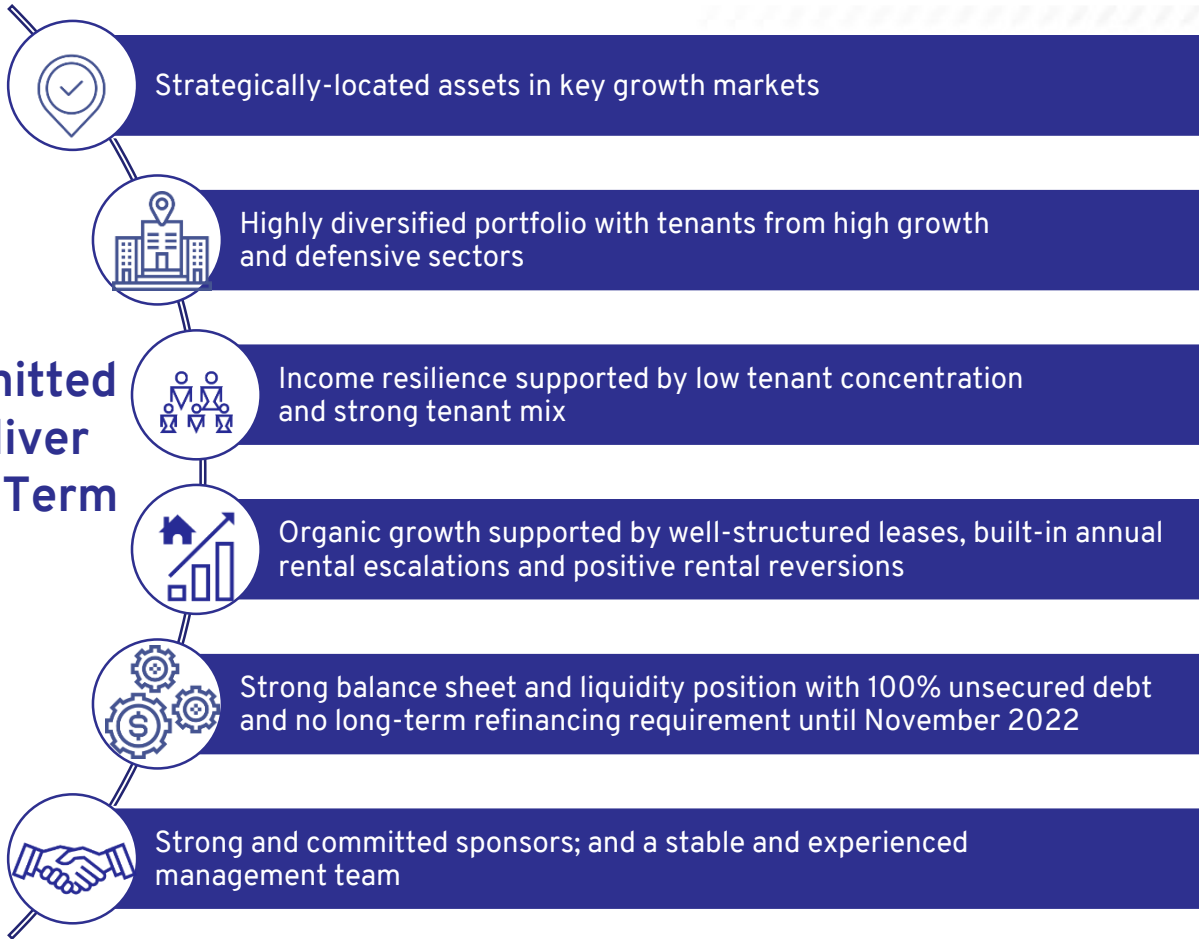 Strategically-located assets in key growth markets
Highly diversified portfolio with tenants from high growth
and defensive sectors
Income resilience supported by low tenant concentration
and strong tenant mix
Term
Organic growth supported by well-structured leases, built-in annual
rental escalations and positive rental reversions
$
Strong balance sheet and liquidity position with 100% unsecured debt
and no long-term refinancing requirement until November 2022
Strong and committed sponsors; and a stable and experienced
management team